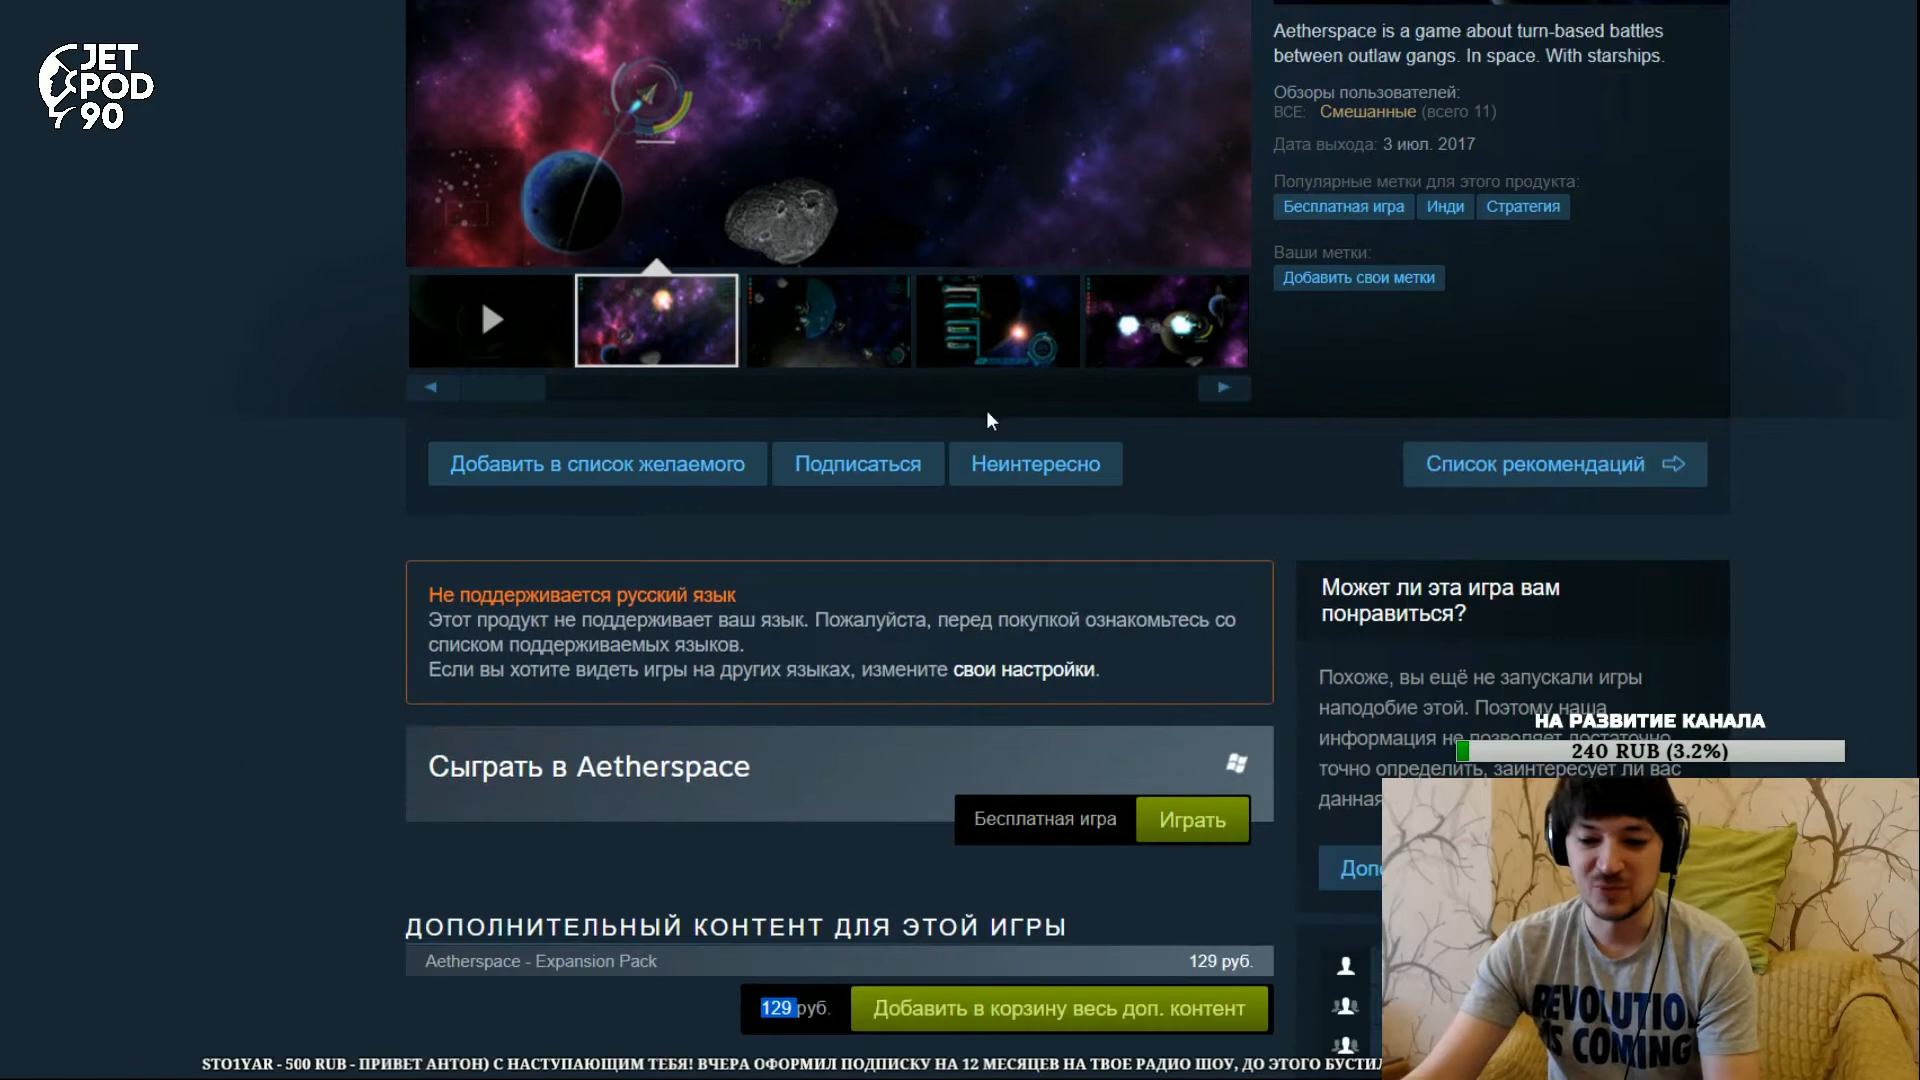 JET
POD
90
Aetherspace is a game about turn-based battles
between outlaw gangs. In space. With starships.
Обзоры пользователей:
ВСЕ: Смешанные (всего 11)
Дата выхода: 3 июл. 2017
Популярные метки для этого продукта:
Бесплатная игра Инди Стратегия
Ваши метки:
Добавить свои метки
Добавить в список желаемого Подписаться Неинтересно Список рекомендаций
Не поддерживается русский язык
Этот продукт не поддерживает ваш язык. Пожалуйста, перед покупкой ознакомьтесь со
списком поддерживаемых языков.
Если вы хотите видеть игры на других языках, измените свои настройки.
Может ли эта игра вам
понравиться?
Похоже, вы ещё не запускали игры
наподобие этой. Поэтому наша
информация не позволяет достаточно
точно определить, заинтересует ли вас
данная
НА РАЗВИТИЕ КАНАЛА
240 RUB (3.2%)
Сыграть в Aetherspace
Бесплатная игра Играть
ДОПОЛНИТЕЛЬНЫЙ КОНТЕНТ ДЛЯ ЭТОЙ ИГРЫ
Aetherspace - Expansion Pack 129 руб.
129 руб. Добавить в корзину весь доп. контент
REVOLUTIO
IS COMING
STO1YAR - 500 RUB - ПРИВЕТ АНТОН) С НАСТУПАЮЩИМ ТЕБЯ! ВЧЕРА ОФОРМИЛ ПОДПИСКУ НА 12 МЕСЯЦЕВ НА ТВОЕ РАДИО ШОУ, ДО ЭТОГО БУСТИЛ